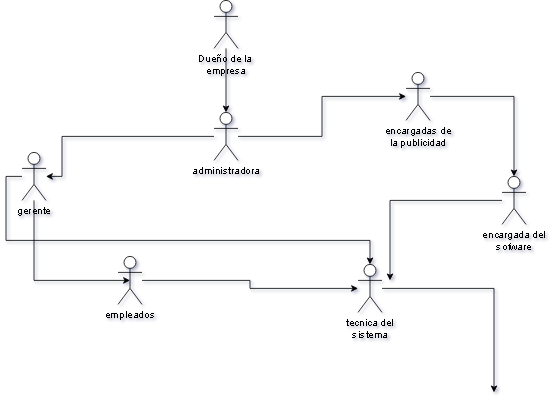 Dueño de la
empresa
encargadas de
la publicidad
administradora
gerente
encargada del
sotware
empleados
tecnica del
sistema